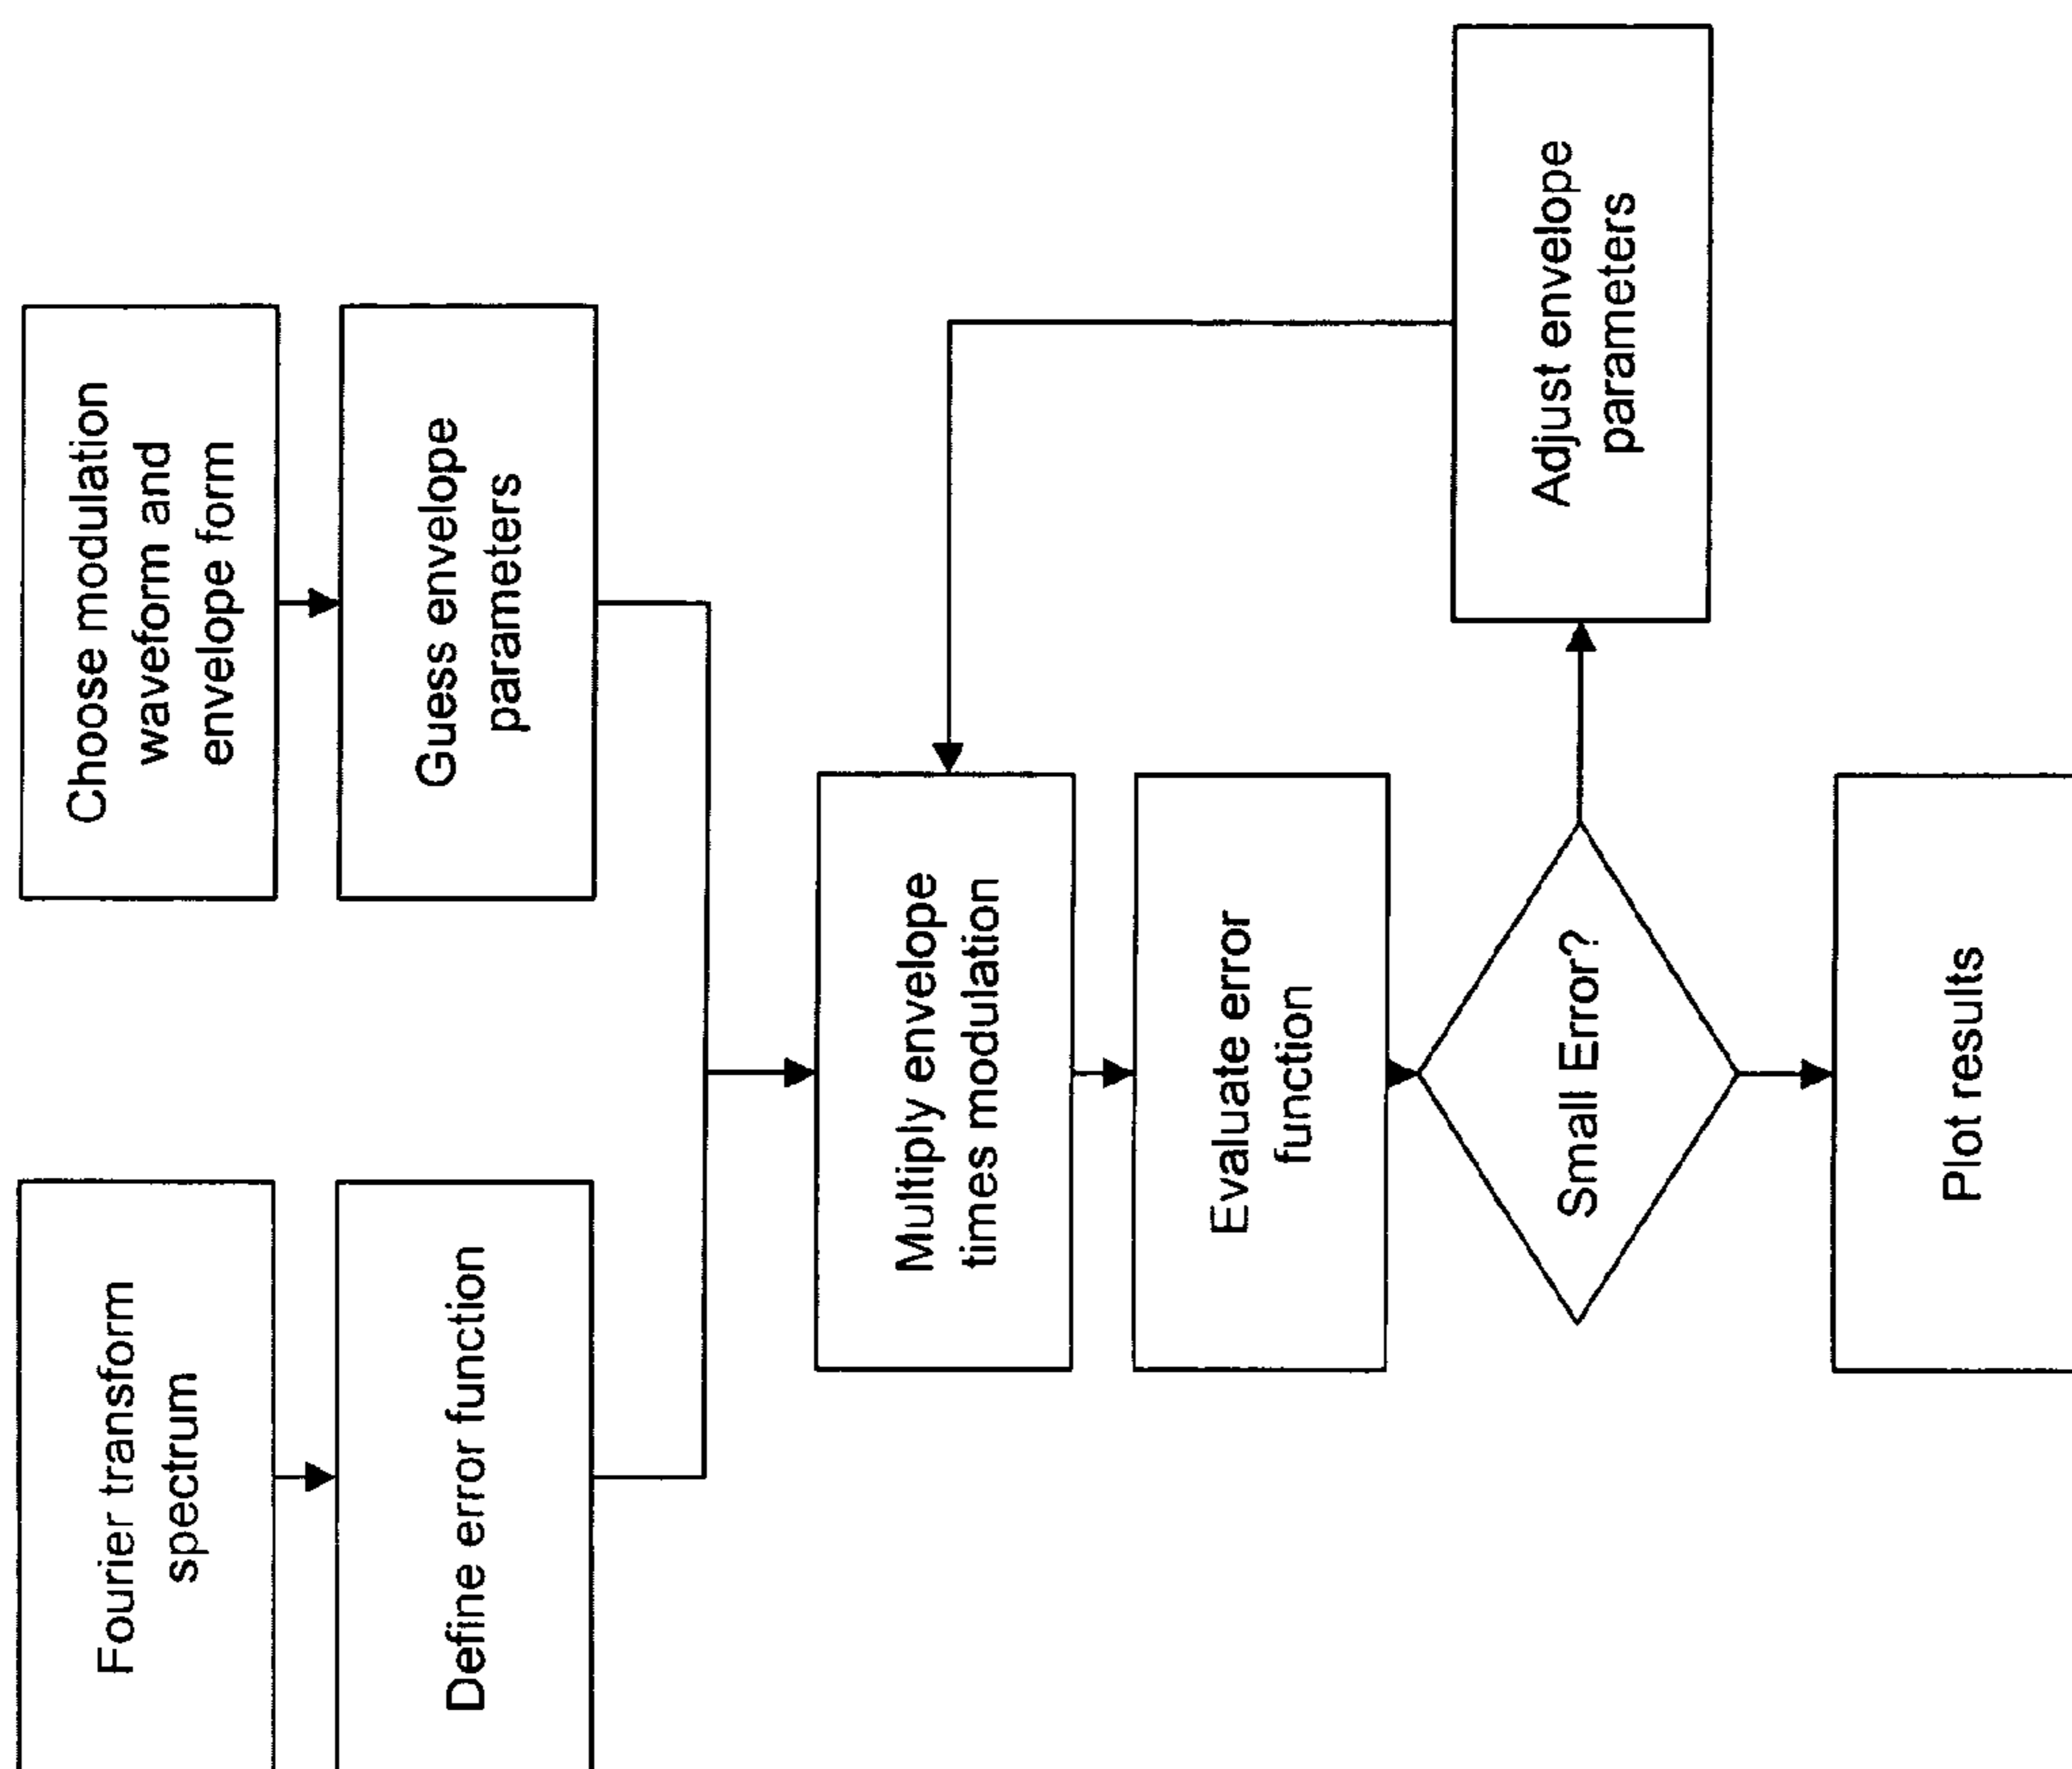 Fourier transform
spectrum
Define error function
Choose modulation
waveform and
envelope form
Guess envelope
parameters
Multiply envelope
times modulation
Evaluate error
function
Small Error?
Adjust envelope
parameters
Plot results